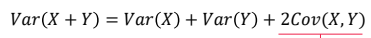 Var(X + Y) = Var(X) + Var(Y) + 2Cov(X, Y)